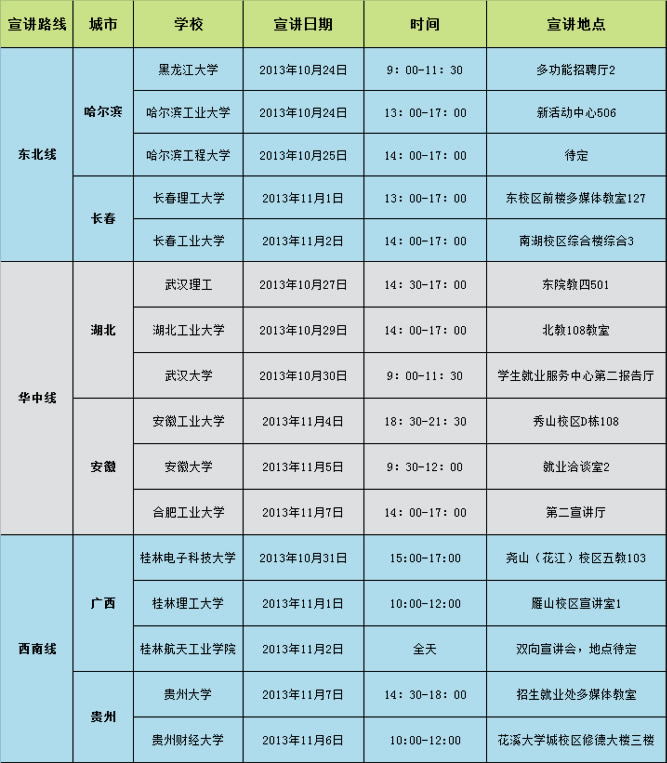 宣讲路线 城市 学校 宣讲日期 时间 宣讲地点
东北线 哈尔滨 黑龙江大学 2013年10月24日 9：00-11：30 多功能招聘厅2
哈尔滨工业大学 2013年10月24日 13：00-17：00 新活动中心506
哈尔滨工程大学 2013年10月25日 14：00-17：00 待定
长春 长春理工大学 2013年11月1日 13：00-17：00 东校区前楼多媒体教室127
长春工业大学 2013年11月2日 14：00-17：00 南湖校区综合楼综合3
华中线 湖北 武汉理工 2013年10月27日 14：30-17：00 东院教四501
湖北工业大学 2013年10月29日 14：00-17：00 北教108教室
武汉大学 2013年10月30日 9：00-11：30 学生就业服务中心第二报告厅
安徽 安徽工业大学 2013年11月4日 18：30-21：30 秀山校区D栋108
安徽大学 2013年11月5日 9：30-12：00 就业洽谈室2
合肥工业大学 2013年11月7日 14：00-17：00 第二宣讲厅
西南线 广西 桂林电子科技大学 2013年10月31日 15:00-17:00 尧山（花江）校区五教103
桂林理工大学 2013年11月1日 10:00-12:00 雁山校区宣讲室1
桂林航天工业学院 2013年11月2日 全天 双向宣讲会，地点待定
贵州 贵州大学 2013年11月7日 14：30-18：00 招生就业处多媒体教室
贵州财经大学 2013年11月6日 10:00-12:00 花溪大学城校区修德大楼三楼